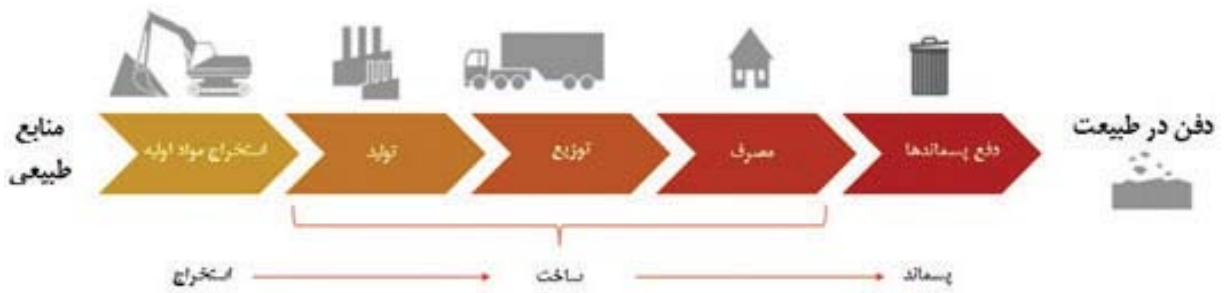 منابع
طبیعی
استخراج مواد اولیه
تولید
توزیع
مصرف
دفع پسماندها
دفن در طبیعت
استخراج
ساخت
پسماند